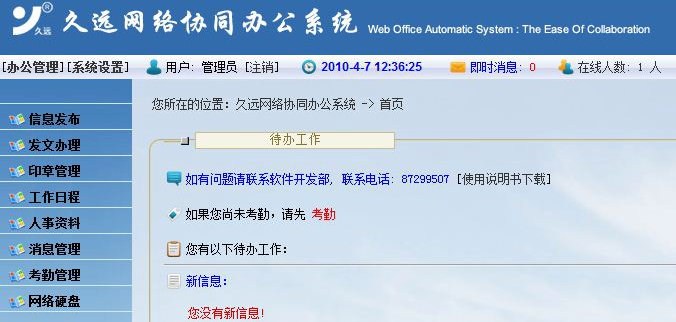 久远
久远网络协同办公系统 Web Office Automatic System : The Ease Of Collaboration
[办公管理][系统设置] 用户: 管理员 [注销] 2010-4-7 12:36:25 即时消息: 0 在线人数: 1 人
您所在的位置: 久远网络协同办公系统 -> 首页
信息发布
发文办理
印章管理
工作日程
人事资料
消息管理
考勤管理
网络硬盘
待办工作
如有问题请联系软件开发部, 联系电话: 87299507 [使用说明书下载]
如果您尚未考勤, 请先 考勤
您有以下待办工作:
新信息:
您没有新信息!